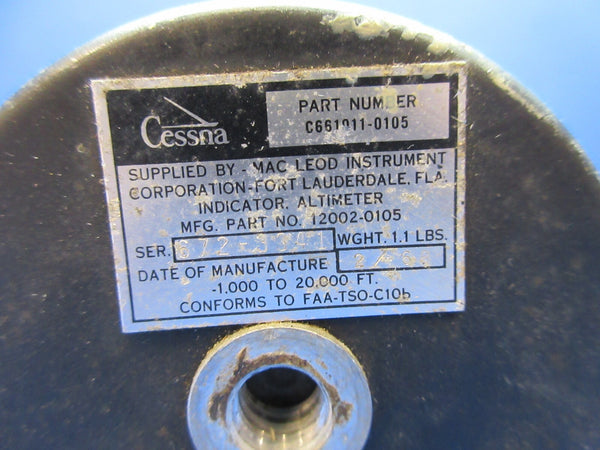 Cessna
PART NUMBER
C661011-0105
SUPPLIED BY - MAC LEOD INSTRUMENT
CORPORATION-FORT LAUDERDALE, FLA.
INDICATOR, ALTIMETER
MFG. PART NO. 12002-0105
SER. WGHT. 1.1 LBS.
DATE OF MANUFACTURE
-1,000 TO 20,000 FT.
CONFORMS TO FAA-TSO-C10b